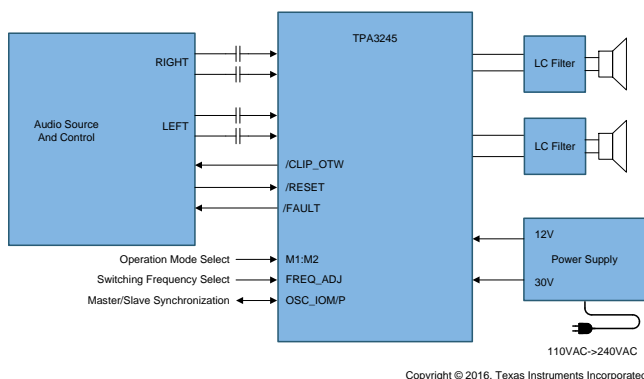 TPA3245
RIGHT
LC Filter
Audio Source
And Control
LEFT
LC Filter
/CLIP_OTW
/RESET
/FAULT
12V
Operation Mode Select
M1:M2
Power Supply
Switching Frequency Select
FREQ_ADJ
30V
Master/Slave Synchronization
OSC_IOM/P
110VAC->240VAC
Copyright © 2016, Texas Instruments Incorporated